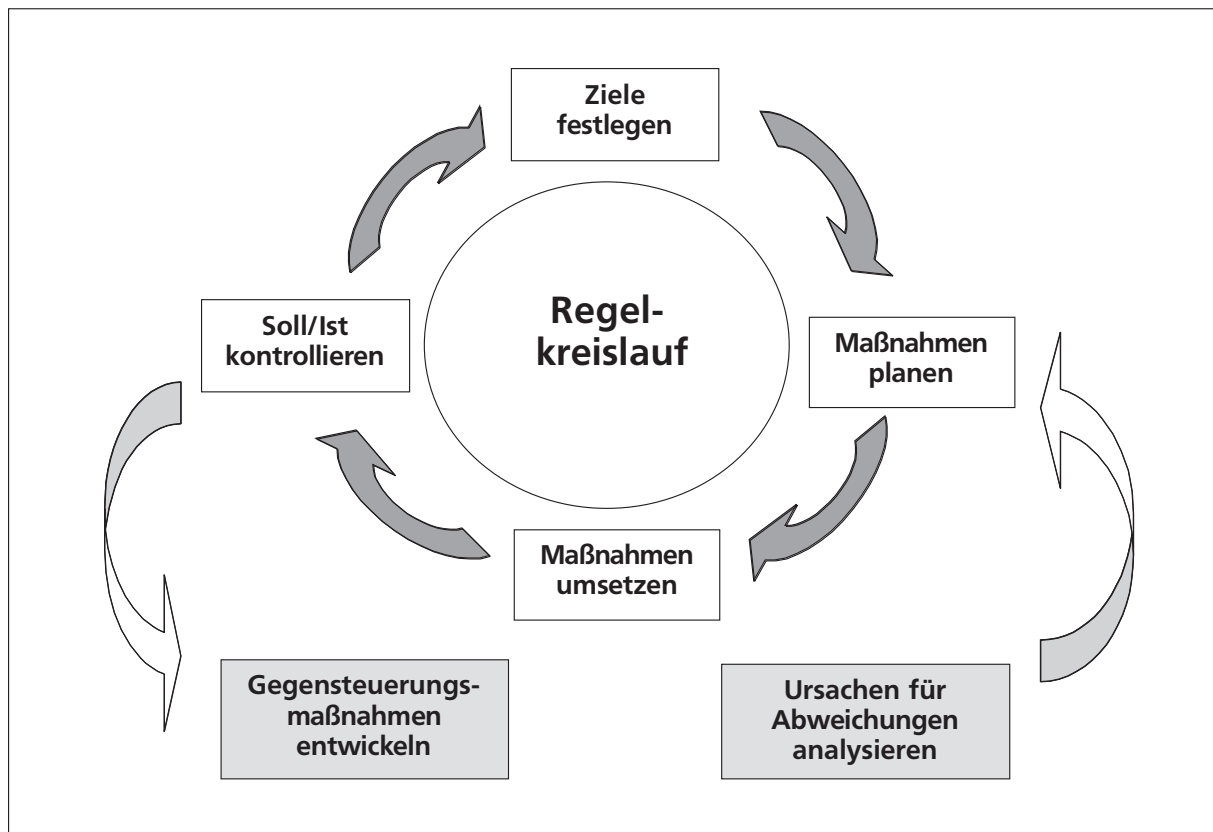 Ziele
festlegen
Regel-
kreislauf
Soll/Ist
kontrollieren
Maßnahmen
planen
Maßnahmen
umsetzen
Gegensteuerungs-
maßnahmen
entwickeln
Ursachen für
Abweichungen
analysieren